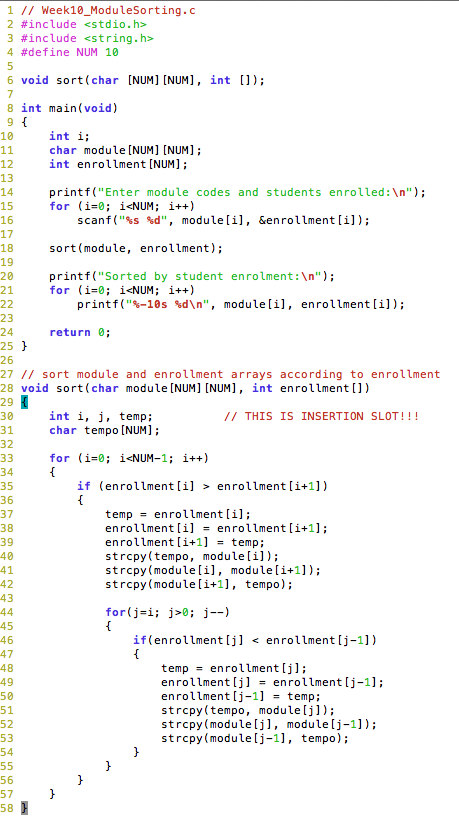 1 // Week10_ModuleSorting.c
2 #include <stdio.h>
3 #include <string.h>
4 #define NUM 10
5
6 void sort(char [NUM][NUM], int []);
7
8 int main(void)
9 {
10     int i;
11     char module[NUM][NUM];
12     int enrollment[NUM];
13
14     printf("Enter module codes and students enrolled:\n");
15     for (i=0; i<NUM; i++)
16         scanf("%s %d", module[i], &enrollment[i]);
17
18     sort(module, enrollment);
19
20     printf("Sorted by student enrolment:\n");
21     for (i=0; i<NUM; i++)
22         printf("%-10s %d\n", module[i], enrollment[i]);
23
24     return 0;
25 }
26
27 // sort module and enrollment arrays according to enrollment
28 void sort(char module[NUM][NUM], int enrollment[])
29 {
30     int i, j, temp;          // THIS IS INSERTION SLOT!!!
31     char tempo[NUM];
32
33     for (i=0; i<NUM-1; i++)
34     {
35         if (enrollment[i] > enrollment[i+1])
36         {
37             temp = enrollment[i];
38             enrollment[i] = enrollment[i+1];
39             enrollment[i+1] = temp;
40             strcpy(tempo, module[i]);
41             strcpy(module[i], module[i+1]);
42             strcpy(module[i+1], tempo);
43
44             for(j=i; j>0; j--)
45             {
46                 if(enrollment[j] < enrollment[j-1])
47                 {
48                     temp = enrollment[j];
49                     enrollment[j] = enrollment[j-1];
50                     enrollment[j-1] = temp;
51                     strcpy(tempo, module[j]);
52                     strcpy(module[j], module[j-1]);
53                     strcpy(module[j-1], tempo);
54                 }
55             }
56         }
57     }
58 }